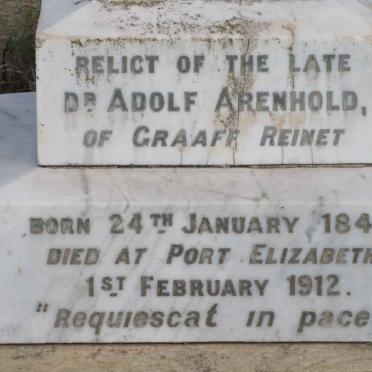 RELICT OF THE LATE
DR ADOLF ARENHOLD,
OF GRAAFF REINET
BORN 24TH JANUARY 184
DIED AT PORT ELIZABETH
1ST FEBRUARY 1912.
"REQUIESCAT IN PACE